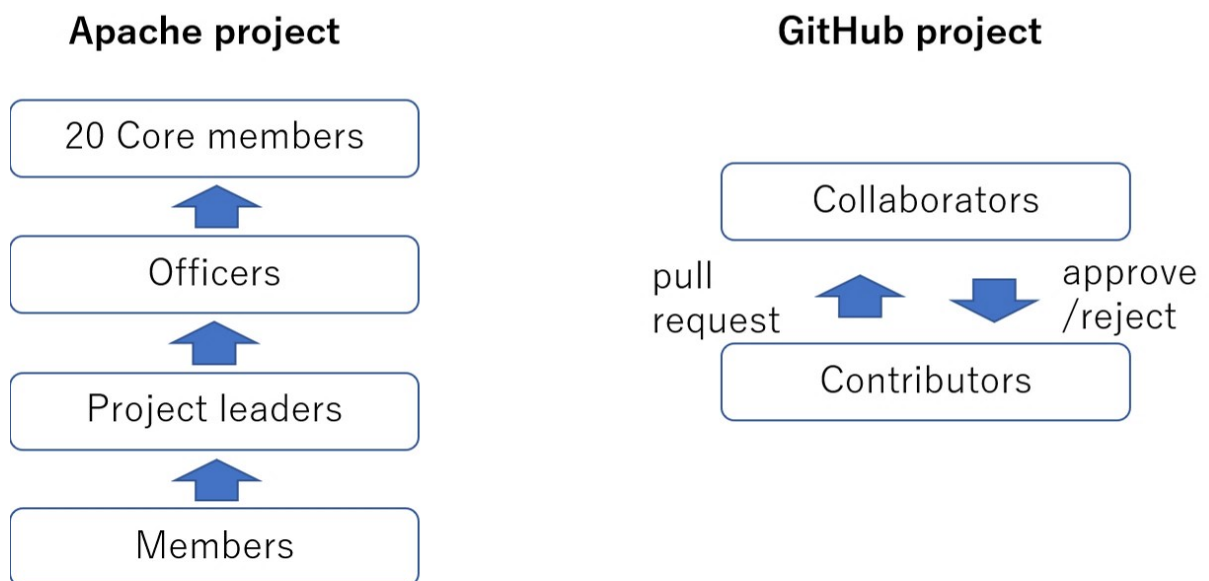 Apache project
20 Core members
Officers
Project leaders
Members
GitHub project
Collaborators
pull
request
approve
/reject
Contributors